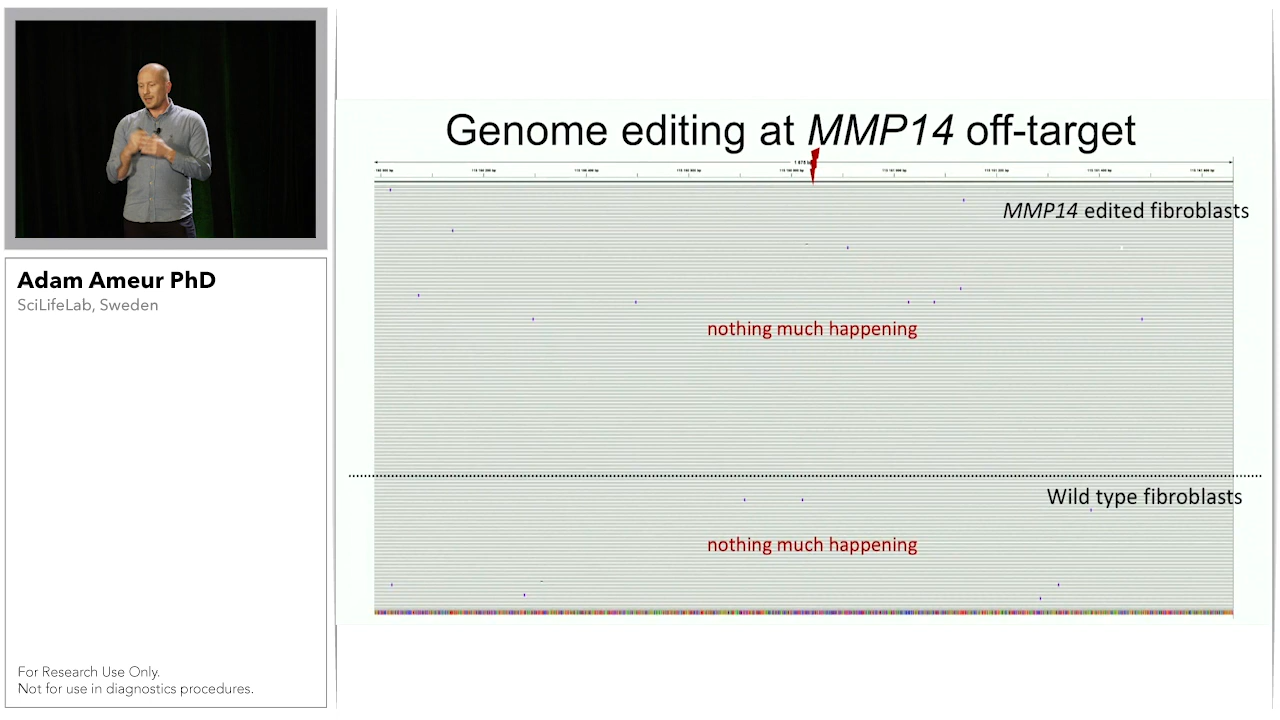 Genome editing at MMP14 off-target
MMP14 edited fibroblasts
nothing much happening
Wild type fibroblasts
nothing much happening
Adam Ameur PhD
SciLifeLab, Sweden
For Research Use Only.
Not for use in diagnostics procedures.